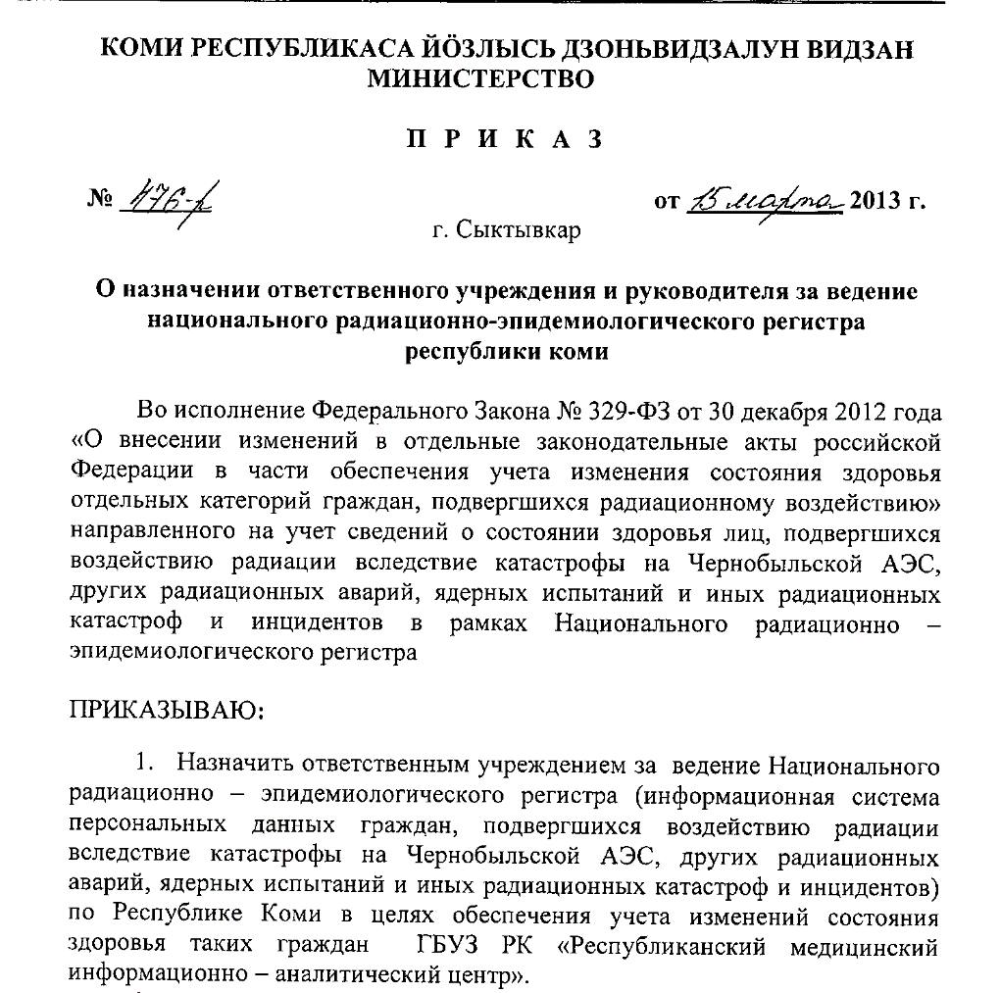 КОМИ РЕСПУБЛИКАСА ЙӦЗЛЫСЬ ДЗОНЬВИДЗАЛУН ВИДЗАН
МИНИСТЕРСТВО
П Р И К А З
№ 476-р от 15 марта 2013 г.
г. Сыктывкар
О назначении ответственного учреждения и руководителя за ведение
национального радиационно-эпидемиологического регистра
республики коми
Во исполнение Федерального Закона № 329-ФЗ от 30 декабря 2012 года
«О внесении изменений в отдельные законодательные акты российской
Федерации в части обеспечения учета изменения состояния здоровья
отдельных категорий граждан, подвергшихся радиационному воздействию»
направленного на учет сведений о состоянии здоровья лиц, подвергшихся
воздействию радиации вследствие катастрофы на Чернобыльской АЭС,
других радиационных аварий, ядерных испытаний и иных радиационных
катастроф и инцидентов в рамках Национального радиационно –
эпидемиологического регистра
ПРИКАЗЫВАЮ:
1. Назначить ответственным учреждением за ведение Национального
радиационно – эпидемиологического регистра (информационная система
персональных данных граждан, подвергшихся воздействию радиации
вследствие катастрофы на Чернобыльской АЭС, других радиационных
аварий, ядерных испытаний и иных радиационных катастроф и инцидентов)
по Республике Коми в целях обеспечения учета изменений состояния
здоровья таких граждан ГБУЗ РК «Республиканский медицинский
информационно – аналитический центр».